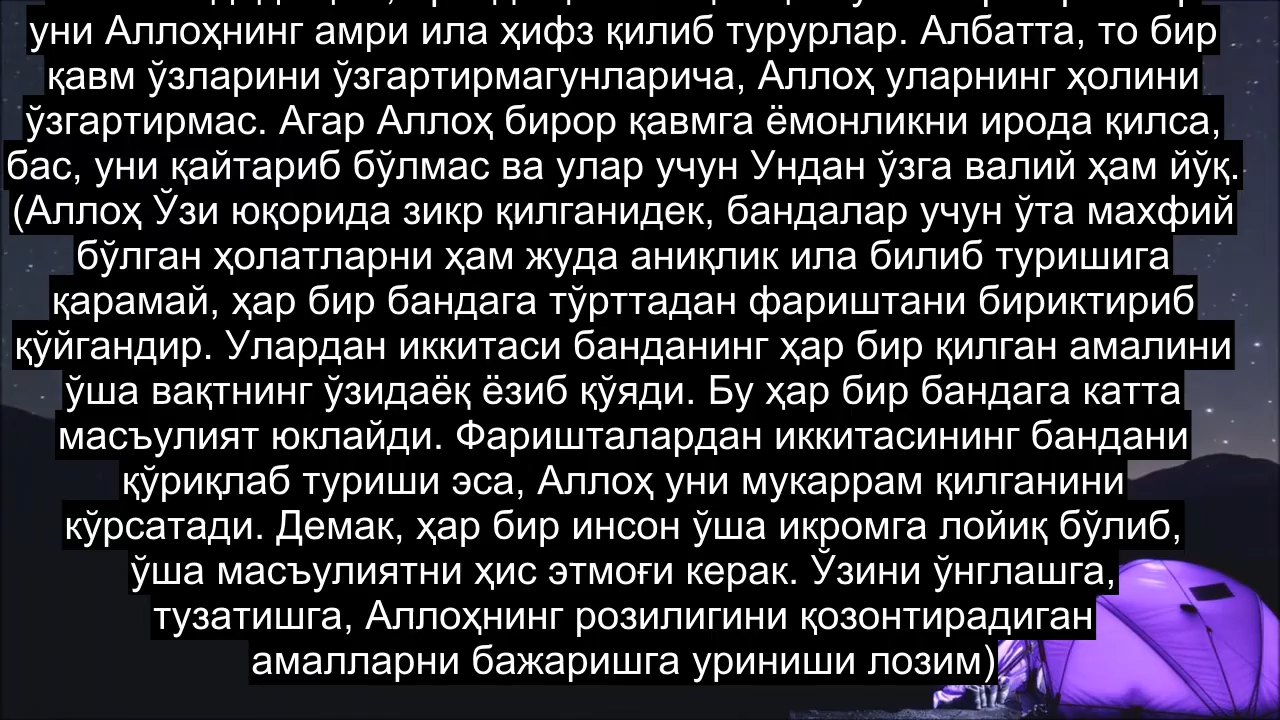 уни Аллоҳнинг амри ила ҳифз қилиб турурлар. Албатта, то бир
қавм ўзларини ўзгартирмагунларича, Аллоҳ уларнинг ҳолини
ўзгартирмас. Агар Аллоҳ бирор қавмга ёмонликни ирода қилса,
бас, уни қайтариб бўлмас ва улар учун Ундан ўзга валий ҳам йўқ.
(Аллоҳ Ўзи юқорида зикр қилганидек, бандалар учун ўта махфий
бўлган ҳолатларни ҳам жуда аниқлик ила билиб туришига
қарамай, ҳар бир бандага тўрттадан фариштани бириктириб
қўйгандир. Улардан иккитаси банданинг ҳар бир қилган амалини
ўша вақтнинг ўзидаёқ ёзиб қўяди. Бу ҳар бир бандага катта
масъулият юклайди. Фаришталардан иккитасининг бандани
қўриқлаб туриши эса, Аллоҳ уни мукаррам қилганини
кўрсатади. Демак, ҳар бир инсон ўша икромга лойиқ бўлиб,
ўша масъулиятни ҳис этмоғи керак. Ўзини ўнглашга,
тузатишга, Аллоҳнинг розилигини қозонтирадиган
амалларни бажаришга уриниши лозим)